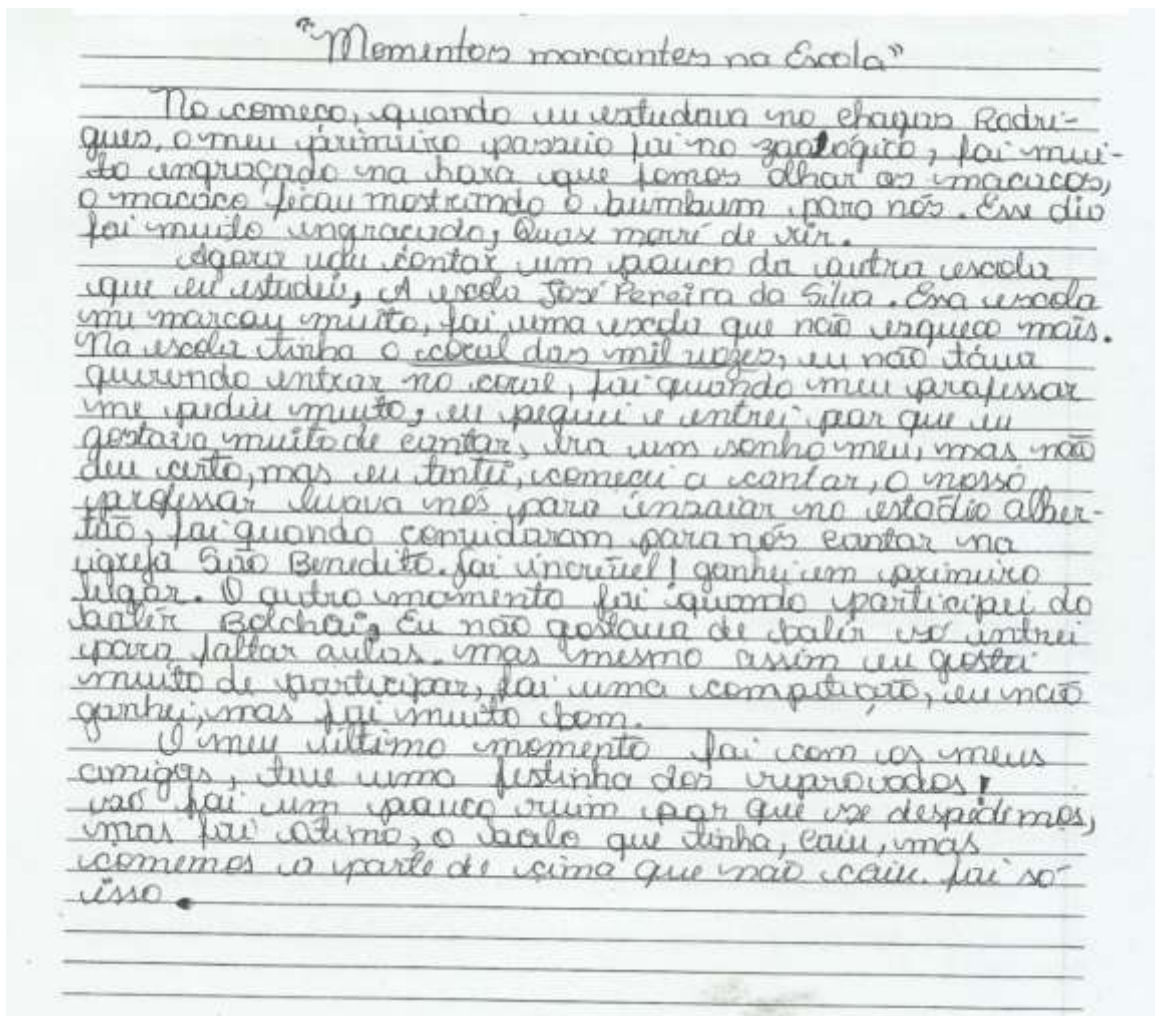 "Momentos marcantes na Escola"
No começo, quando eu estudava no chagas Rodri-
gues, o meu primeiro passeio foi no zoológico, foi mui-
to engraçado na hora que fomos olhar os macacos,
o macaco ficou mostrando o bumbum para nós. Esse dia
foi muito engraçado, Quase morri de rir.
Agora vou contar um pouco da outra escola
que eu estudei, A escola José Pereira da Silva. Essa escola
me marcou muito, foi uma escola que não esqueço mais.
Na escola tinha o coral das mil vozes, eu não táva
querendo entrar no coral, foi quando meu professor
me pediu muito, eu peguei e entrei por que eu
gostava muito de cantar, era um sonho meu, mas não
deu certo, mas eu tentei, comecei a cantar, o nosso
professor levava nós para insaiar no estadio alber-
tão, foi quando convidaram para nós cantar na
igreja São Benedito. foi incrivel! ganhei em primeiro
lugar. O outro momento foi quando participei do
balér Bolchoi, Eu não gostava de balér só entrei
para faltar aulas. mas mesmo assim eu gostei
muito de participar, foi uma competição, eu não
ganhei, mas foi muito bom.
O meu último momento foi com os meus
amigos, teve uma festinha dos reprovados!
só foi um pouco ruim por que se despedimos,
mas foi otimo, o bolo que tinha, caiu, mas
comemos a parte de cima que não caiu. foi só
isso.